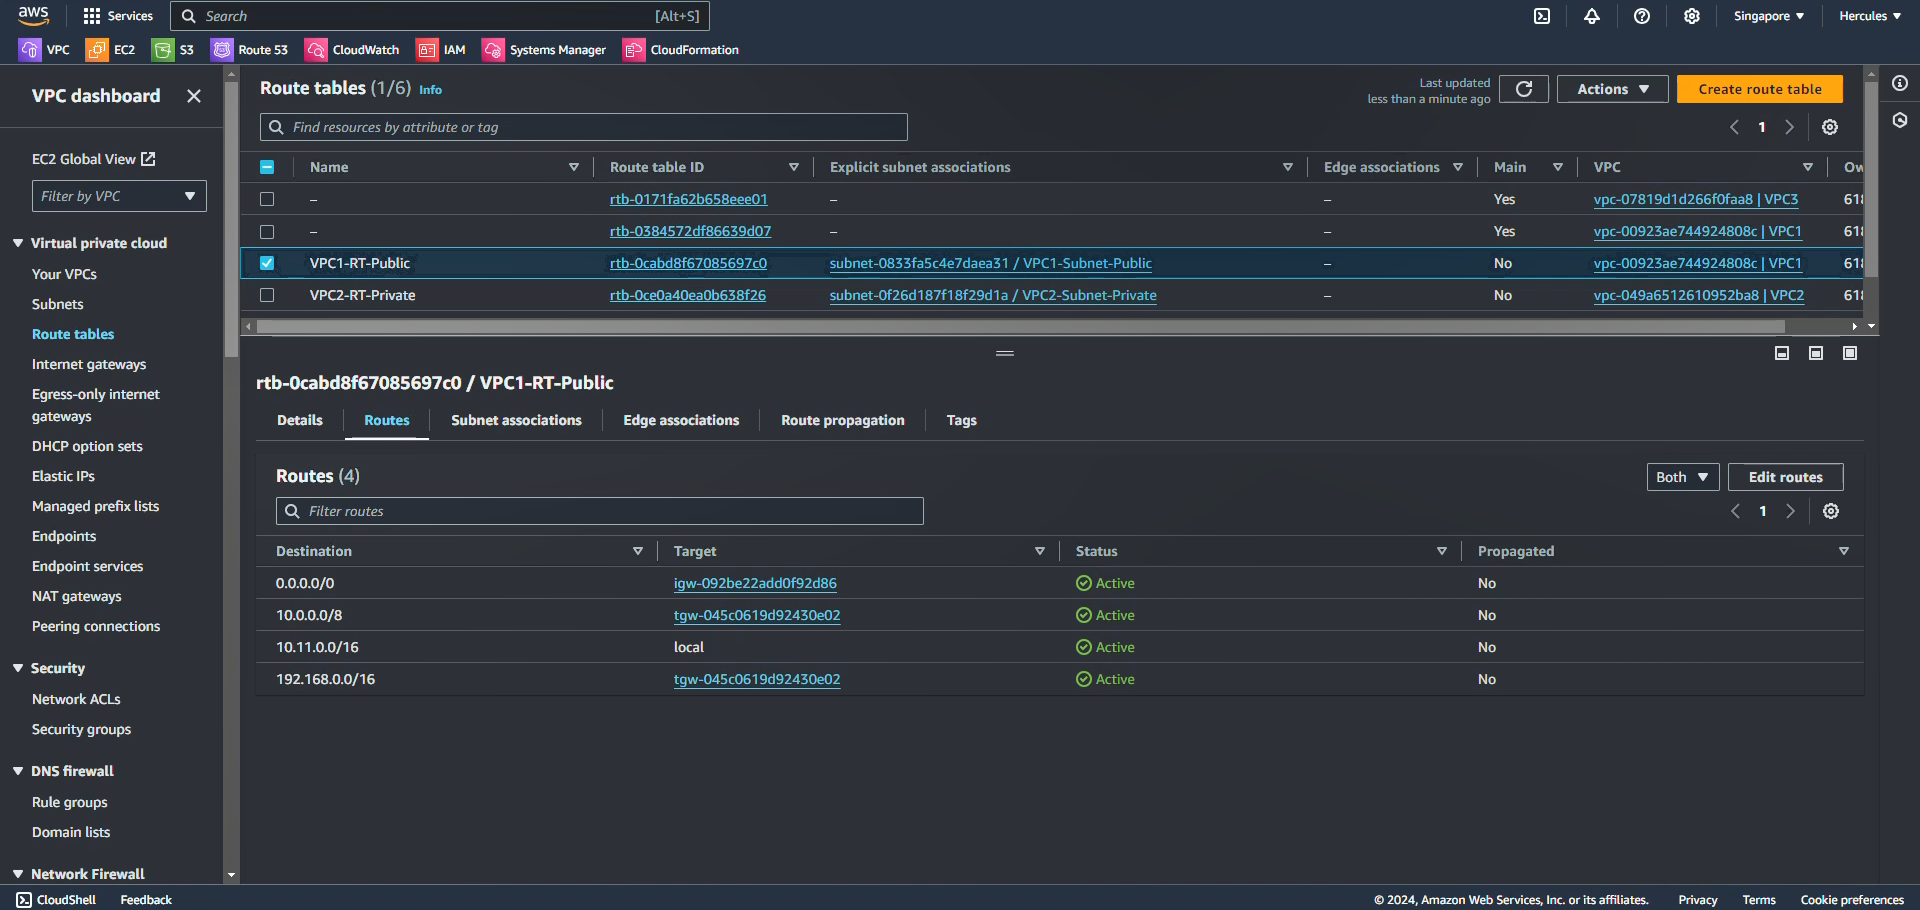 aws Services Search [Alt+S] Singapore Hercules
VPC EC2 S3 Route 53 CloudWatch IAM Systems Manager CloudFormation
VPC dashboard
EC2 Global View
Filter by VPC
Virtual private cloud
Your VPCs
Subnets
Route tables
Internet gateways
Egress-only internet
gateways
DHCP option sets
Elastic IPs
Managed prefix lists
Endpoints
Endpoint services
NAT gateways
Peering connections
Security
Network ACLs
Security groups
DNS firewall
Rule groups
Domain lists
Network Firewall
Route tables (1/6) Info
Last updated
less than a minute ago
Actions
Create route table
Find resources by attribute or tag
1
Name Route table ID Explicit subnet associations Edge associations Main VPC Ow
– rtb-0171fa62b658eee01 – – Yes vpc-07819d1d266f0faa8 | VPC3 618
– rtb-0384572df86639d07 – – Yes vpc-00923ae744924808c | VPC1 618
VPC1-RT-Public rtb-0cabd8f67085697c0 subnet-0833fa5c4e7daea31 / VPC1-Subnet-Public – No vpc-00923ae744924808c | VPC1 618
VPC2-RT-Private rtb-0ce0a40ea0b638f26 subnet-0f26d187f18f29d1a / VPC2-Subnet-Private – No vpc-049a6512610952ba8 | VPC2 618
rtb-0cabd8f67085697c0 / VPC1-RT-Public
Details Routes Subnet associations Edge associations Route propagation Tags
Routes (4)
Both
Edit routes
Filter routes
1
Destination Target Status Propagated
0.0.0.0/0 igw-092be22add0f92d86 Active No
10.0.0.0/8 tgw-045c0619d92430e02 Active No
10.11.0.0/16 local Active No
192.168.0.0/16 tgw-045c0619d92430e02 Active No
CloudShell Feedback © 2024, Amazon Web Services, Inc. or its affiliates. Privacy Terms Cookie preferences